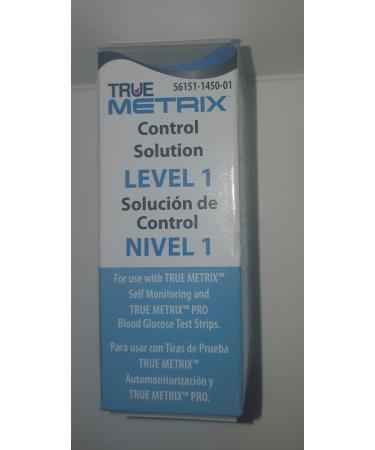 56151-1450-01
TRUE
METRIX™
Control
Solution
LEVEL 1
Solución de
Control
NIVEL 1
For use with TRUE METRIX™
Self Monitoring and
TRUE METRIX™ PRO
Blood Glucose Test Strips.
Para usar con Tiras de Prueba
TRUE METRIX™
Automonitorización y
TRUE METRIX™ PRO.